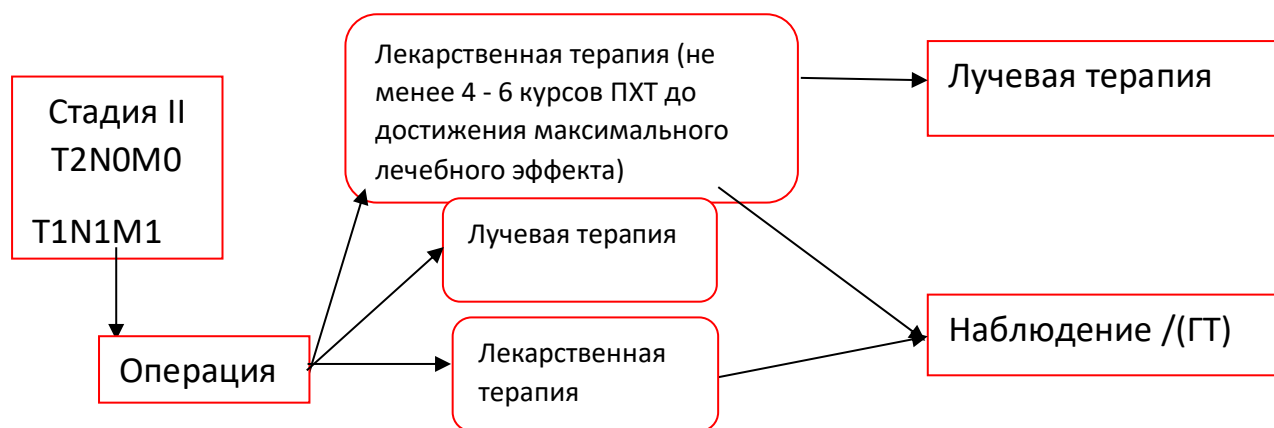 Стадия II
T2N0M0
T1N1M1
Операция
Лекарственная терапия (не
менее 4 - 6 курсов ПХТ до
достижения максимального
лечебного эффекта)
Лучевая терапия
Лекарственная
терапия
Лучевая терапия
Наблюдение /(ГТ)